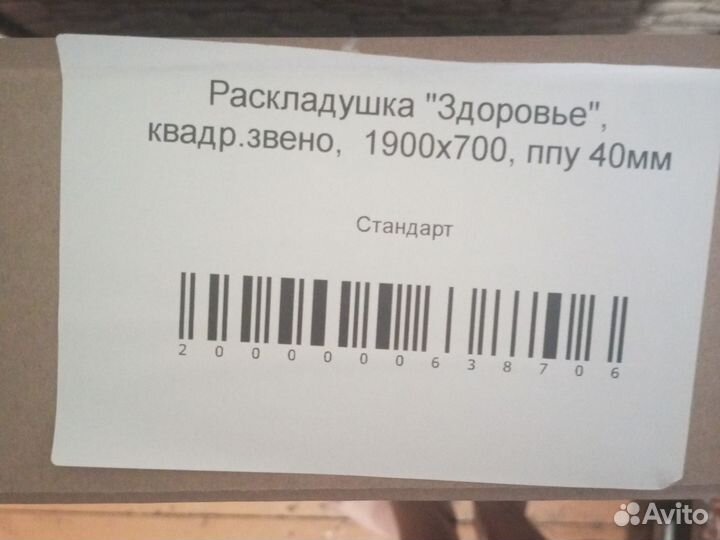 Раскладушка "Здоровье",
квадр.звено, 1900х700, ппу 40мм
Стандарт
2000000638706
Avito